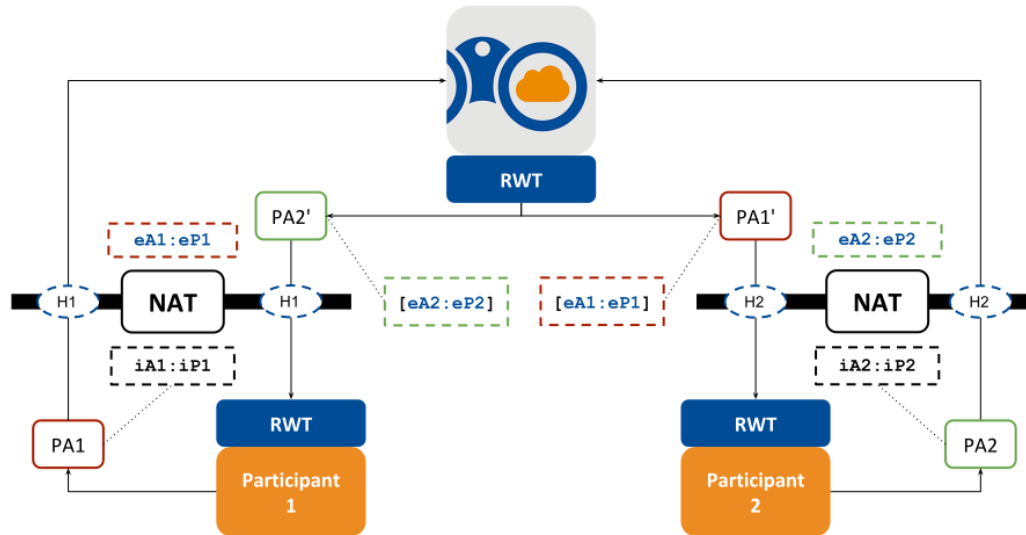 RWT
PA2'
PA1'
eA1:eP1
eA2:eP2
[eA2:eP2]
[eA1:eP1]
H1
NAT
H1
H2
NAT
H2
iA1:iP1
iA2:iP2
RWT
RWT
PA1
PA2
Participant
1
Participant
2